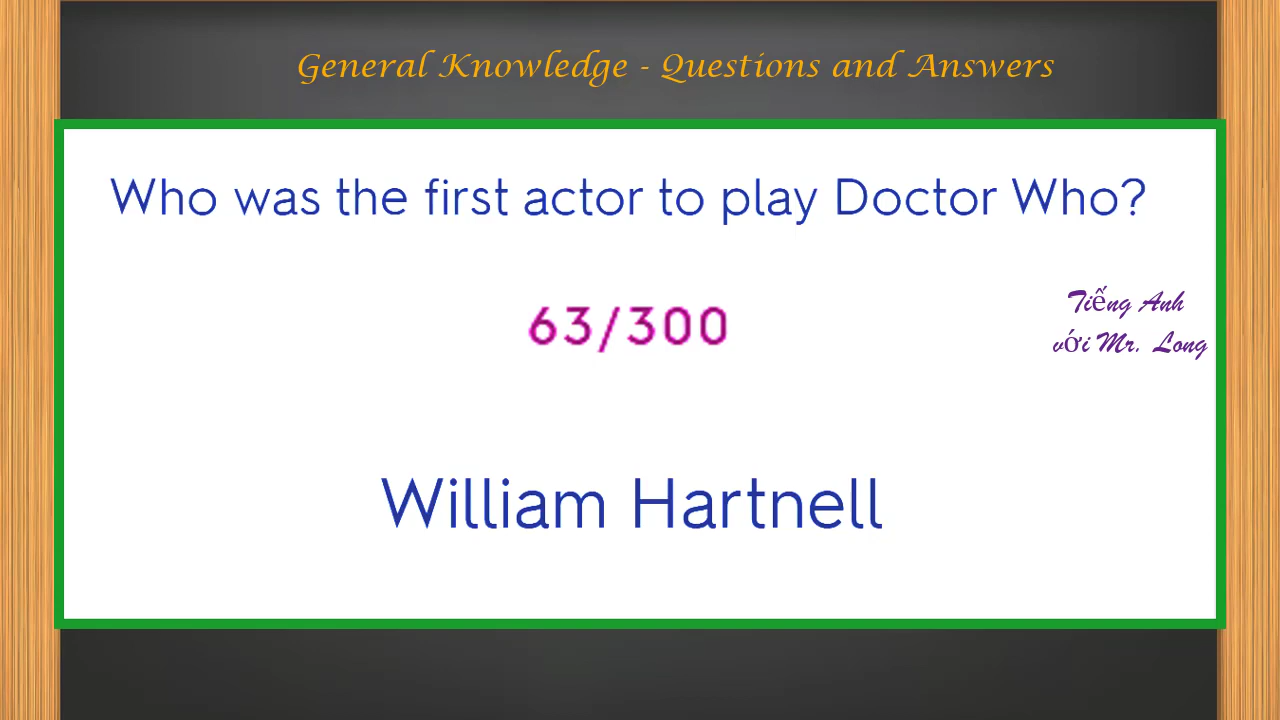 General Knowledge - Questions and Answers
Who was the first actor to play Doctor Who?
63/300
Tiếng Anh
với Mr. Long
William Hartnell